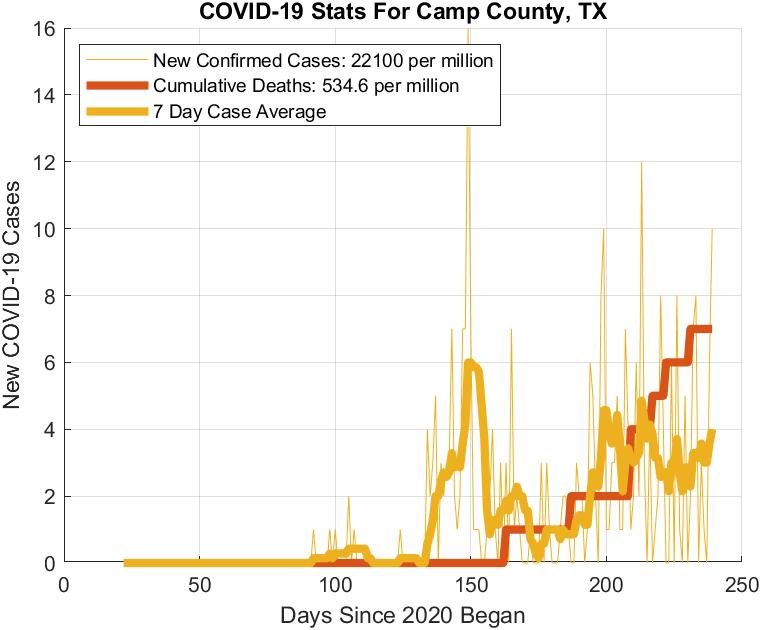 COVID-19 Stats For Camp County, TX
16
14
12
10
8
6
4
2
0
New COVID-19 Cases
New Confirmed Cases: 22100 per million
Cumulative Deaths: 534.6 per million
7 Day Case Average
0
50
100
150
200
250
Days Since 2020 Began